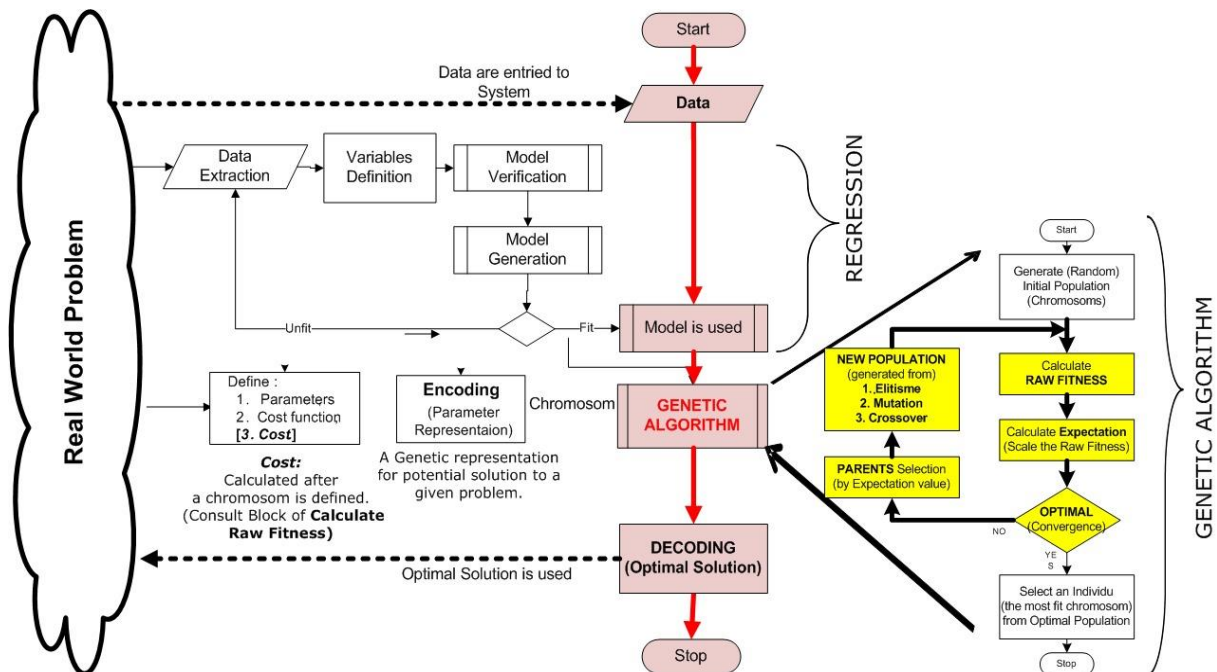 Start
Data are entried to
System
Data
Real World Problem
Data
Extraction
Variables
Definition
Model
Verification
Model
Generation
Unfit
Fit
Model is used
REGRESSION
Define :
1. Parameters
2. Cost function
[3. Cost]
Cost:
Calculated after
a chromosom is defined.
(Consult Block of Calculate
Raw Fitness)
Encoding
(Parameter
Representaion)
A Genetic representation
for potential solution to a
given problem.
Chromosom
GENETIC
ALGORITHM
DECODING
(Optimal Solution)
Optimal Solution is used
Stop
Start
Generate (Random)
Initial Population
(Chromosoms)
Calculate
RAW FITNESS
Calculate Expectation
(Scale the Raw Fitness)
OPTIMAL
(Convergence)
NO
YE
S
PARENTS Selection
(by Expectation value)
NEW POPULATION
(generated from)
1. Elitisme
2. Mutation
3. Crossover
Select an Individu
(the most fit chromosom)
from Optimal Population
Stop
GENETIC ALGORITHM